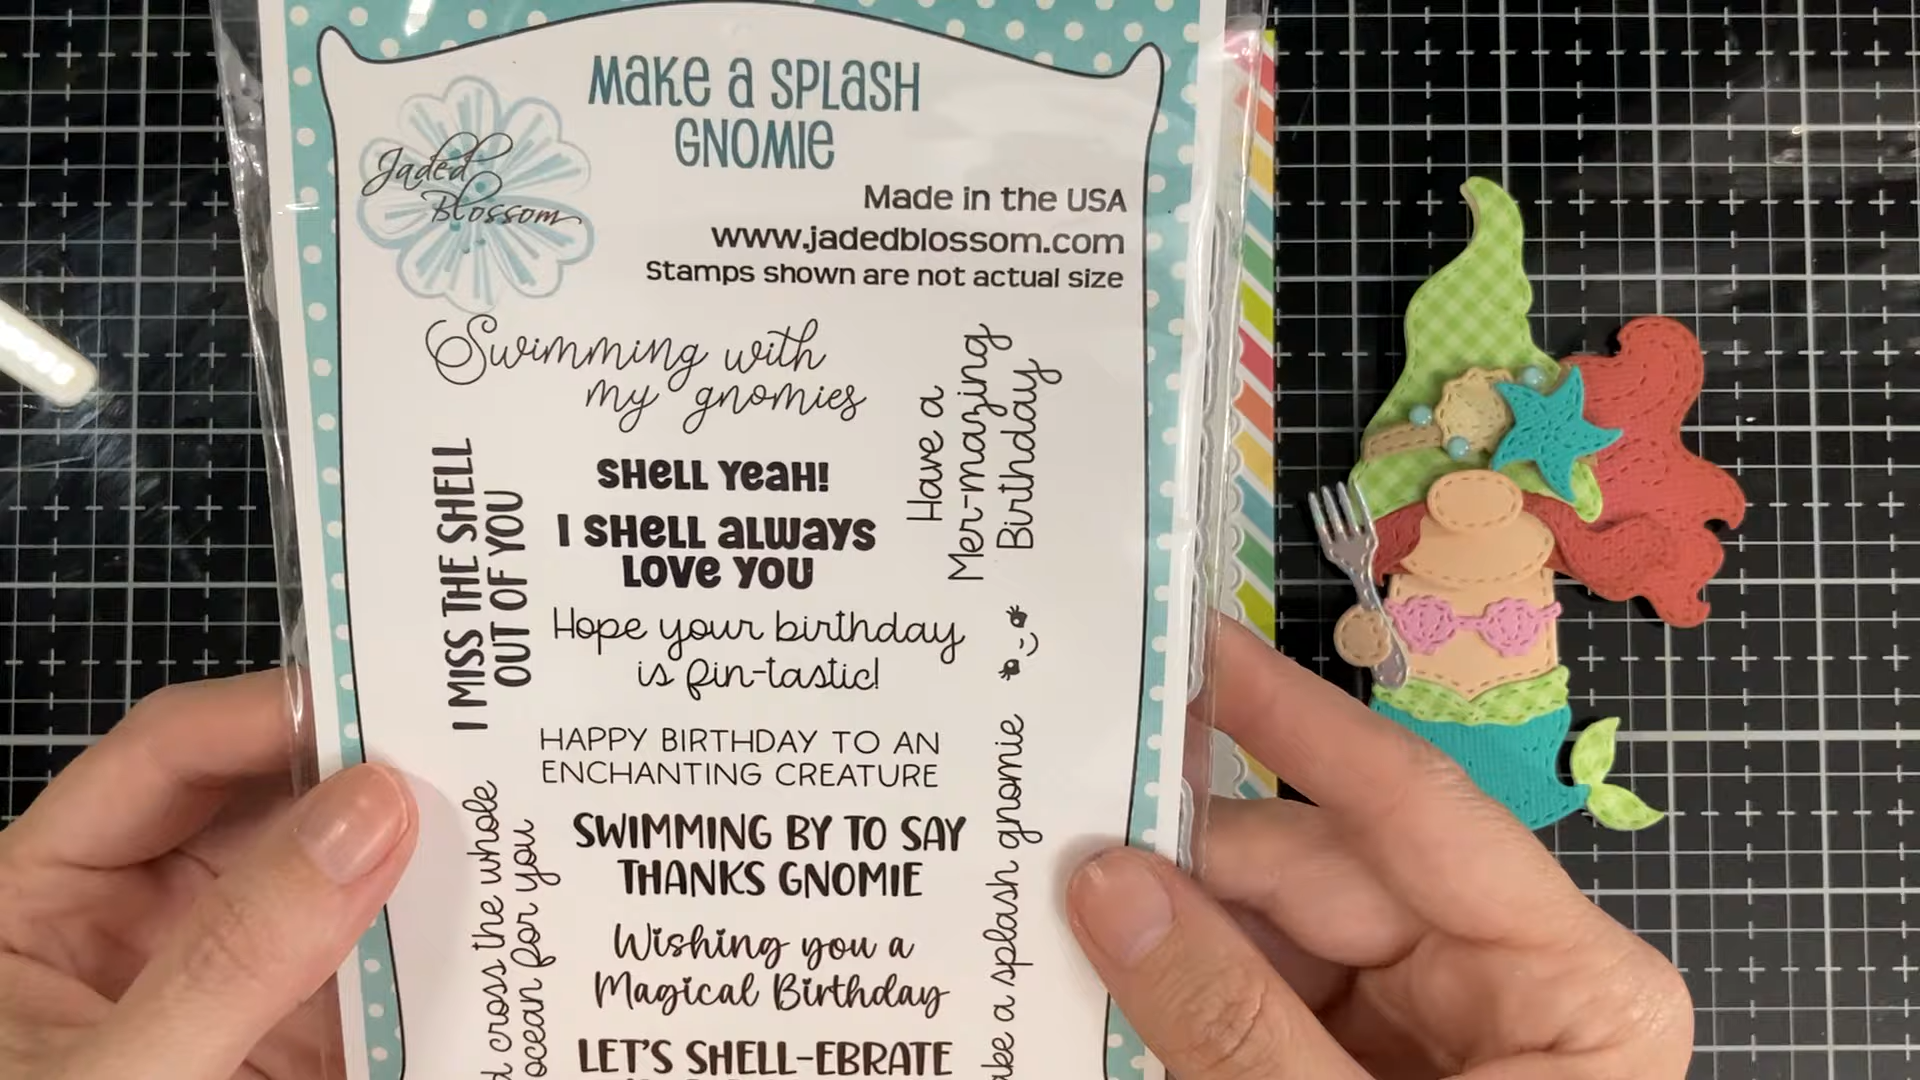 Make a SPLASH
GNOMIE
Jaded
Blossom
Made in the USA
www.jadedblossom.com
Stamps shown are not actual size
Swimming with
my gnomies
Have a
Mer-mazing
Birthday
I MISS THE SHELL
OUT OF YOU
SHELL YeaH!
I SHELL aLways
Love YOU
Hope your birthday
is fin-tastic!
HAPPY BIRTHDAY TO AN
ENCHANTING CREATURE
SWIMMING BY TO SAY
THANKS GNOMIE
cross the whole
ocean for you
a splash gnomie
Wishing you a
Magical Birthday
LET'S SHELL-EBRATE